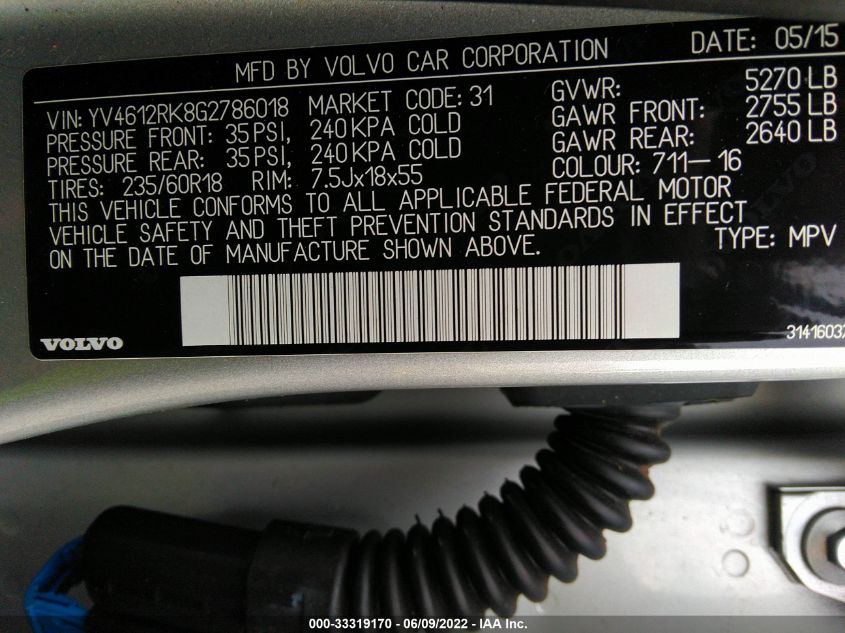 MFD BY VOLVO CAR CORPORATION DATE: 05/15
VIN: YV4612RK8G2786018 MARKET CODE: 31 GVWR: 5270 LB
PRESSURE FRONT: 35 PSI, 240 KPA COLD GAWR FRONT: 2755 LB
PRESSURE REAR: 35 PSI, 240 KPA COLD GAWR REAR: 2640 LB
TIRES: 235/60R18 RIM: 7.5Jx18x55 COLOUR: 711–16
THIS VEHICLE CONFORMS TO ALL APPLICABLE FEDERAL MOTOR
VEHICLE SAFETY AND THEFT PREVENTION STANDARDS IN EFFECT
ON THE DATE OF MANUFACTURE SHOWN ABOVE. TYPE: MPV
VOLVO
000-33319170 - 06/09/2022 - IAA Inc.